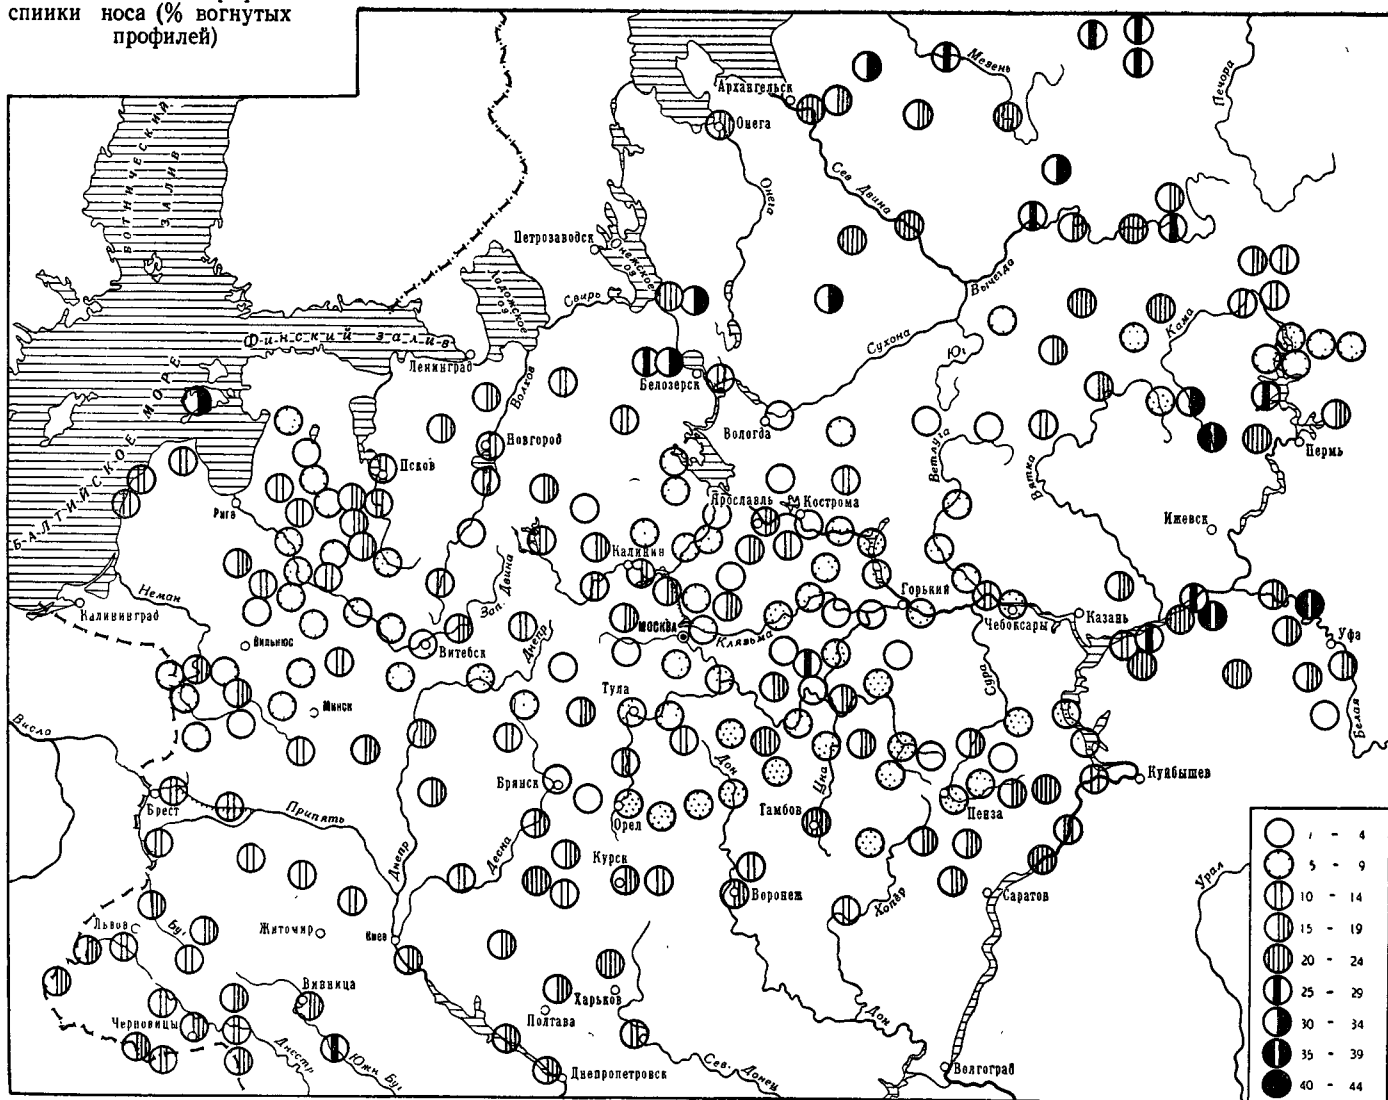 спинки носа (% вогнутых
профилей)
Мезень
Печора
Архангельск
Онега
БОТНИЧЕСКИЙ
ЗАЛИВ
Сев Двина
Онега
Петрозаводск
Онежское
оз
Ладожское
оз
Свирь
Вычегда
Кама
Финский залив
Сухона
Юг
Ленинград
Белозерск
БАЛТИЙСКОЕ МОРЕ
Волхов
Новгород
Вологда
Ветлуга
Вятка
Пермь
Псков
Рига
Ярославль
Кострома
Ижевск
Калинин
Зап. Двина
Неман
Калининград
Горький
Казань
Чебоксары
Москва
Клязьма
Уфа
Вильнюс
Витебск
Днепр
Сура
Тула
Минск
Белая
Висла
Дон
Цна
Куйбышев
Брянск
Брест
Припять
Орел
Тамбов
Пенза
Днепр
Десна
Курск
Воронеж
Хопёр
Саратов
Урал
Львов
Буг
Житомир
Киев
Винница
Харьков
Полтава
Черновицы
Дон
Днестр
Южн Буг
Сев. Донец
Днепропетровск
Волгоград
1 - 4
5 - 9
10 - 14
15 - 19
20 - 24
25 - 29
30 - 34
35 - 39
40 - 44